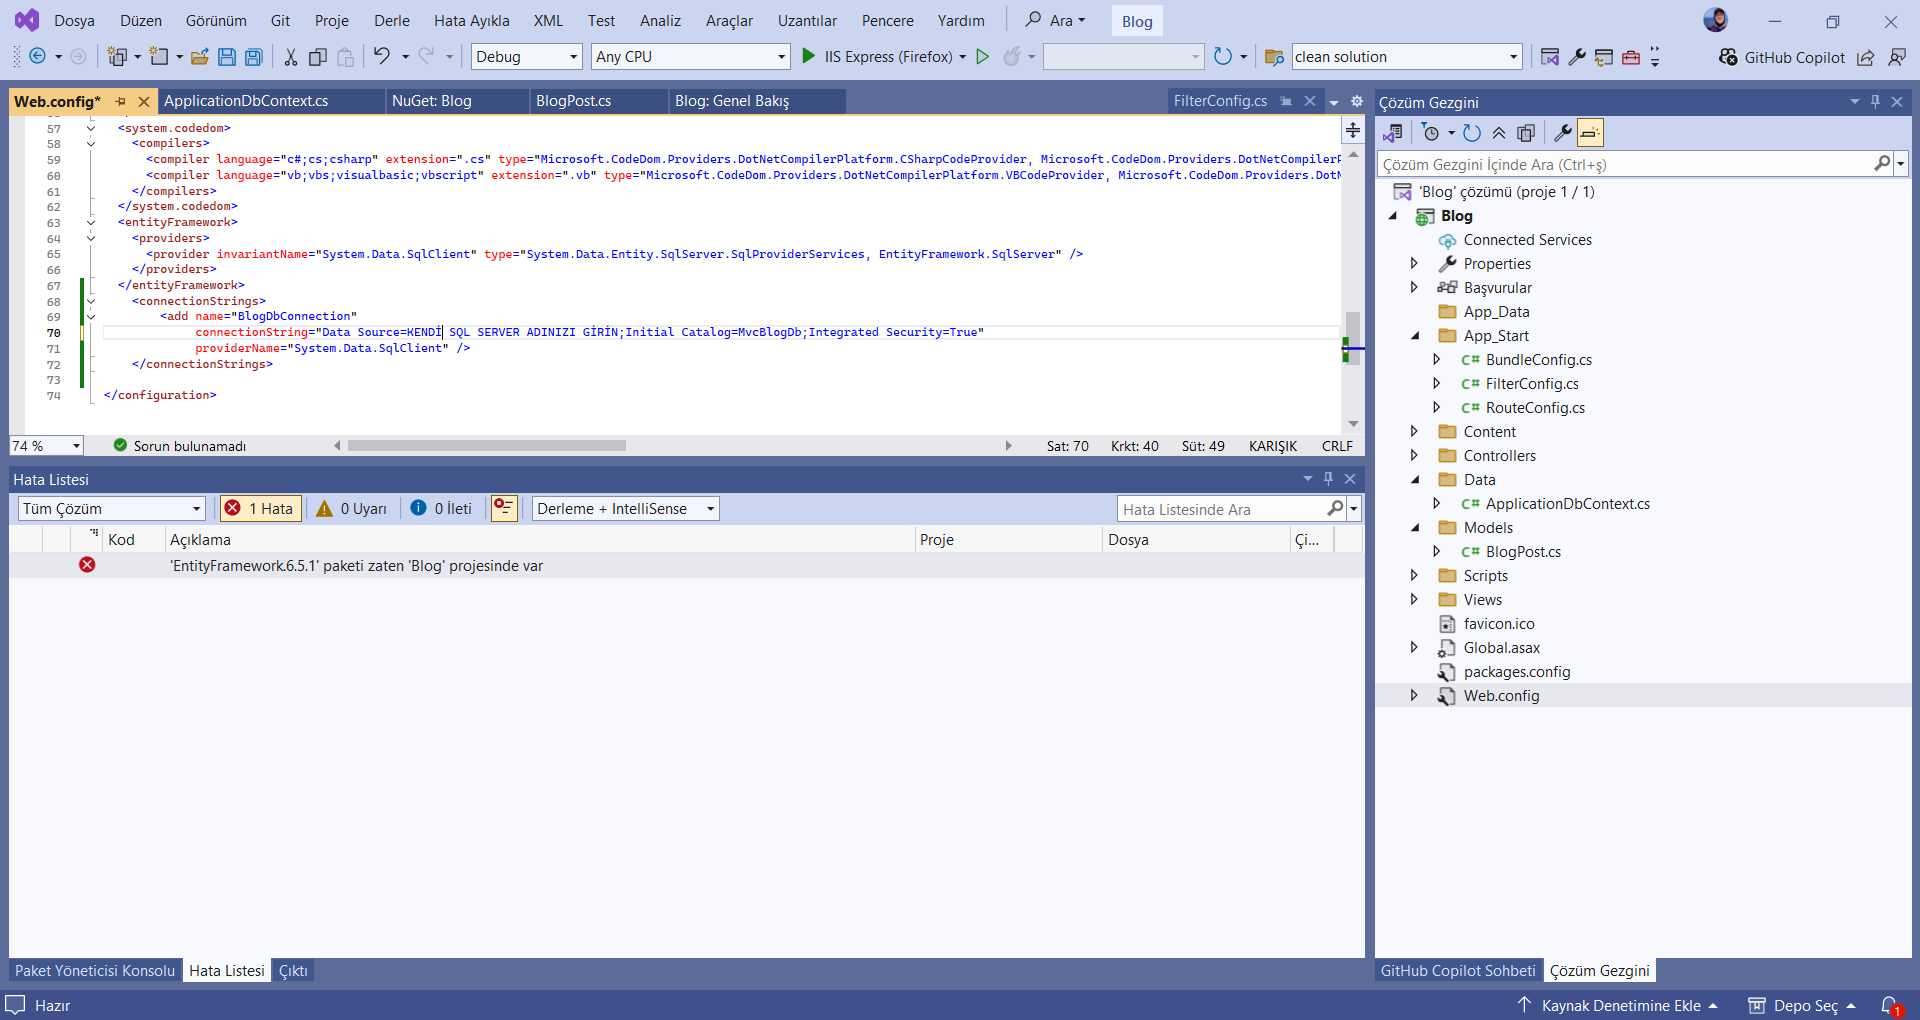 Dosya Düzen Görünüm Git Proje Derle Hata Ayıkla XML Test Analiz Araçlar Uzantılar Pencere Yardım Ara Blog
Debug Any CPU IIS Express (Firefox) clean solution GitHub Copilot
Web.config* ApplicationDbContext.cs NuGet: Blog BlogPost.cs Blog: Genel Bakış FilterConfig.cs
57 <system.codedom>
58 <compilers>
59 <compiler language="c#;cs;csharp" extension=".cs" type="Microsoft.CodeDom.Providers.DotNetCompilerPlatform.CSharpCodeProvider, Microsoft.CodeDom.Providers.DotNetCompilerP
60 <compiler language="vb;vbs;visualbasic;vbscript" extension=".vb" type="Microsoft.CodeDom.Providers.DotNetCompilerPlatform.VBCodeProvider, Microsoft.CodeDom.Providers.DotN
61 </compilers>
62 </system.codedom>
63 <entityFramework>
64 <providers>
65 <provider invariantName="System.Data.SqlClient" type="System.Data.Entity.SqlServer.SqlProviderServices, EntityFramework.SqlServer" />
66 </providers>
67 </entityFramework>
68 <connectionStrings>
69 <add name="BlogDbConnection"
70 connectionString="Data Source=KENDİ SQL SERVER ADINIZI GİRİN;Initial Catalog=MvcBlogDb;Integrated Security=True"
71 providerName="System.Data.SqlClient" />
72 </connectionStrings>
73
74 </configuration>
74 % Sorun bulunamadı Sat: 70 Krkt: 40 Süt: 49 KARIŞIK CRLF
Hata Listesi
Tüm Çözüm 1 Hata 0 Uyarı 0 İleti Derleme + IntelliSense Hata Listesinde Ara
Kod Açıklama Proje Dosya Çi...
'EntityFramework.6.5.1' paketi zaten 'Blog' projesinde var
Paket Yöneticisi Konsolu Hata Listesi Çıktı
Çözüm Gezgini
Çözüm Gezgini İçinde Ara (Ctrl+ş)
'Blog' çözümü (proje 1 / 1)
Blog
Connected Services
Properties
Başvurular
App_Data
App_Start
C# BundleConfig.cs
C# FilterConfig.cs
C# RouteConfig.cs
Content
Controllers
Data
C# ApplicationDbContext.cs
Models
C# BlogPost.cs
Scripts
Views
favicon.ico
Global.asax
packages.config
Web.config
GitHub Copilot Sohbeti Çözüm Gezgini
Hazır Kaynak Denetimine Ekle Depo Seç 1